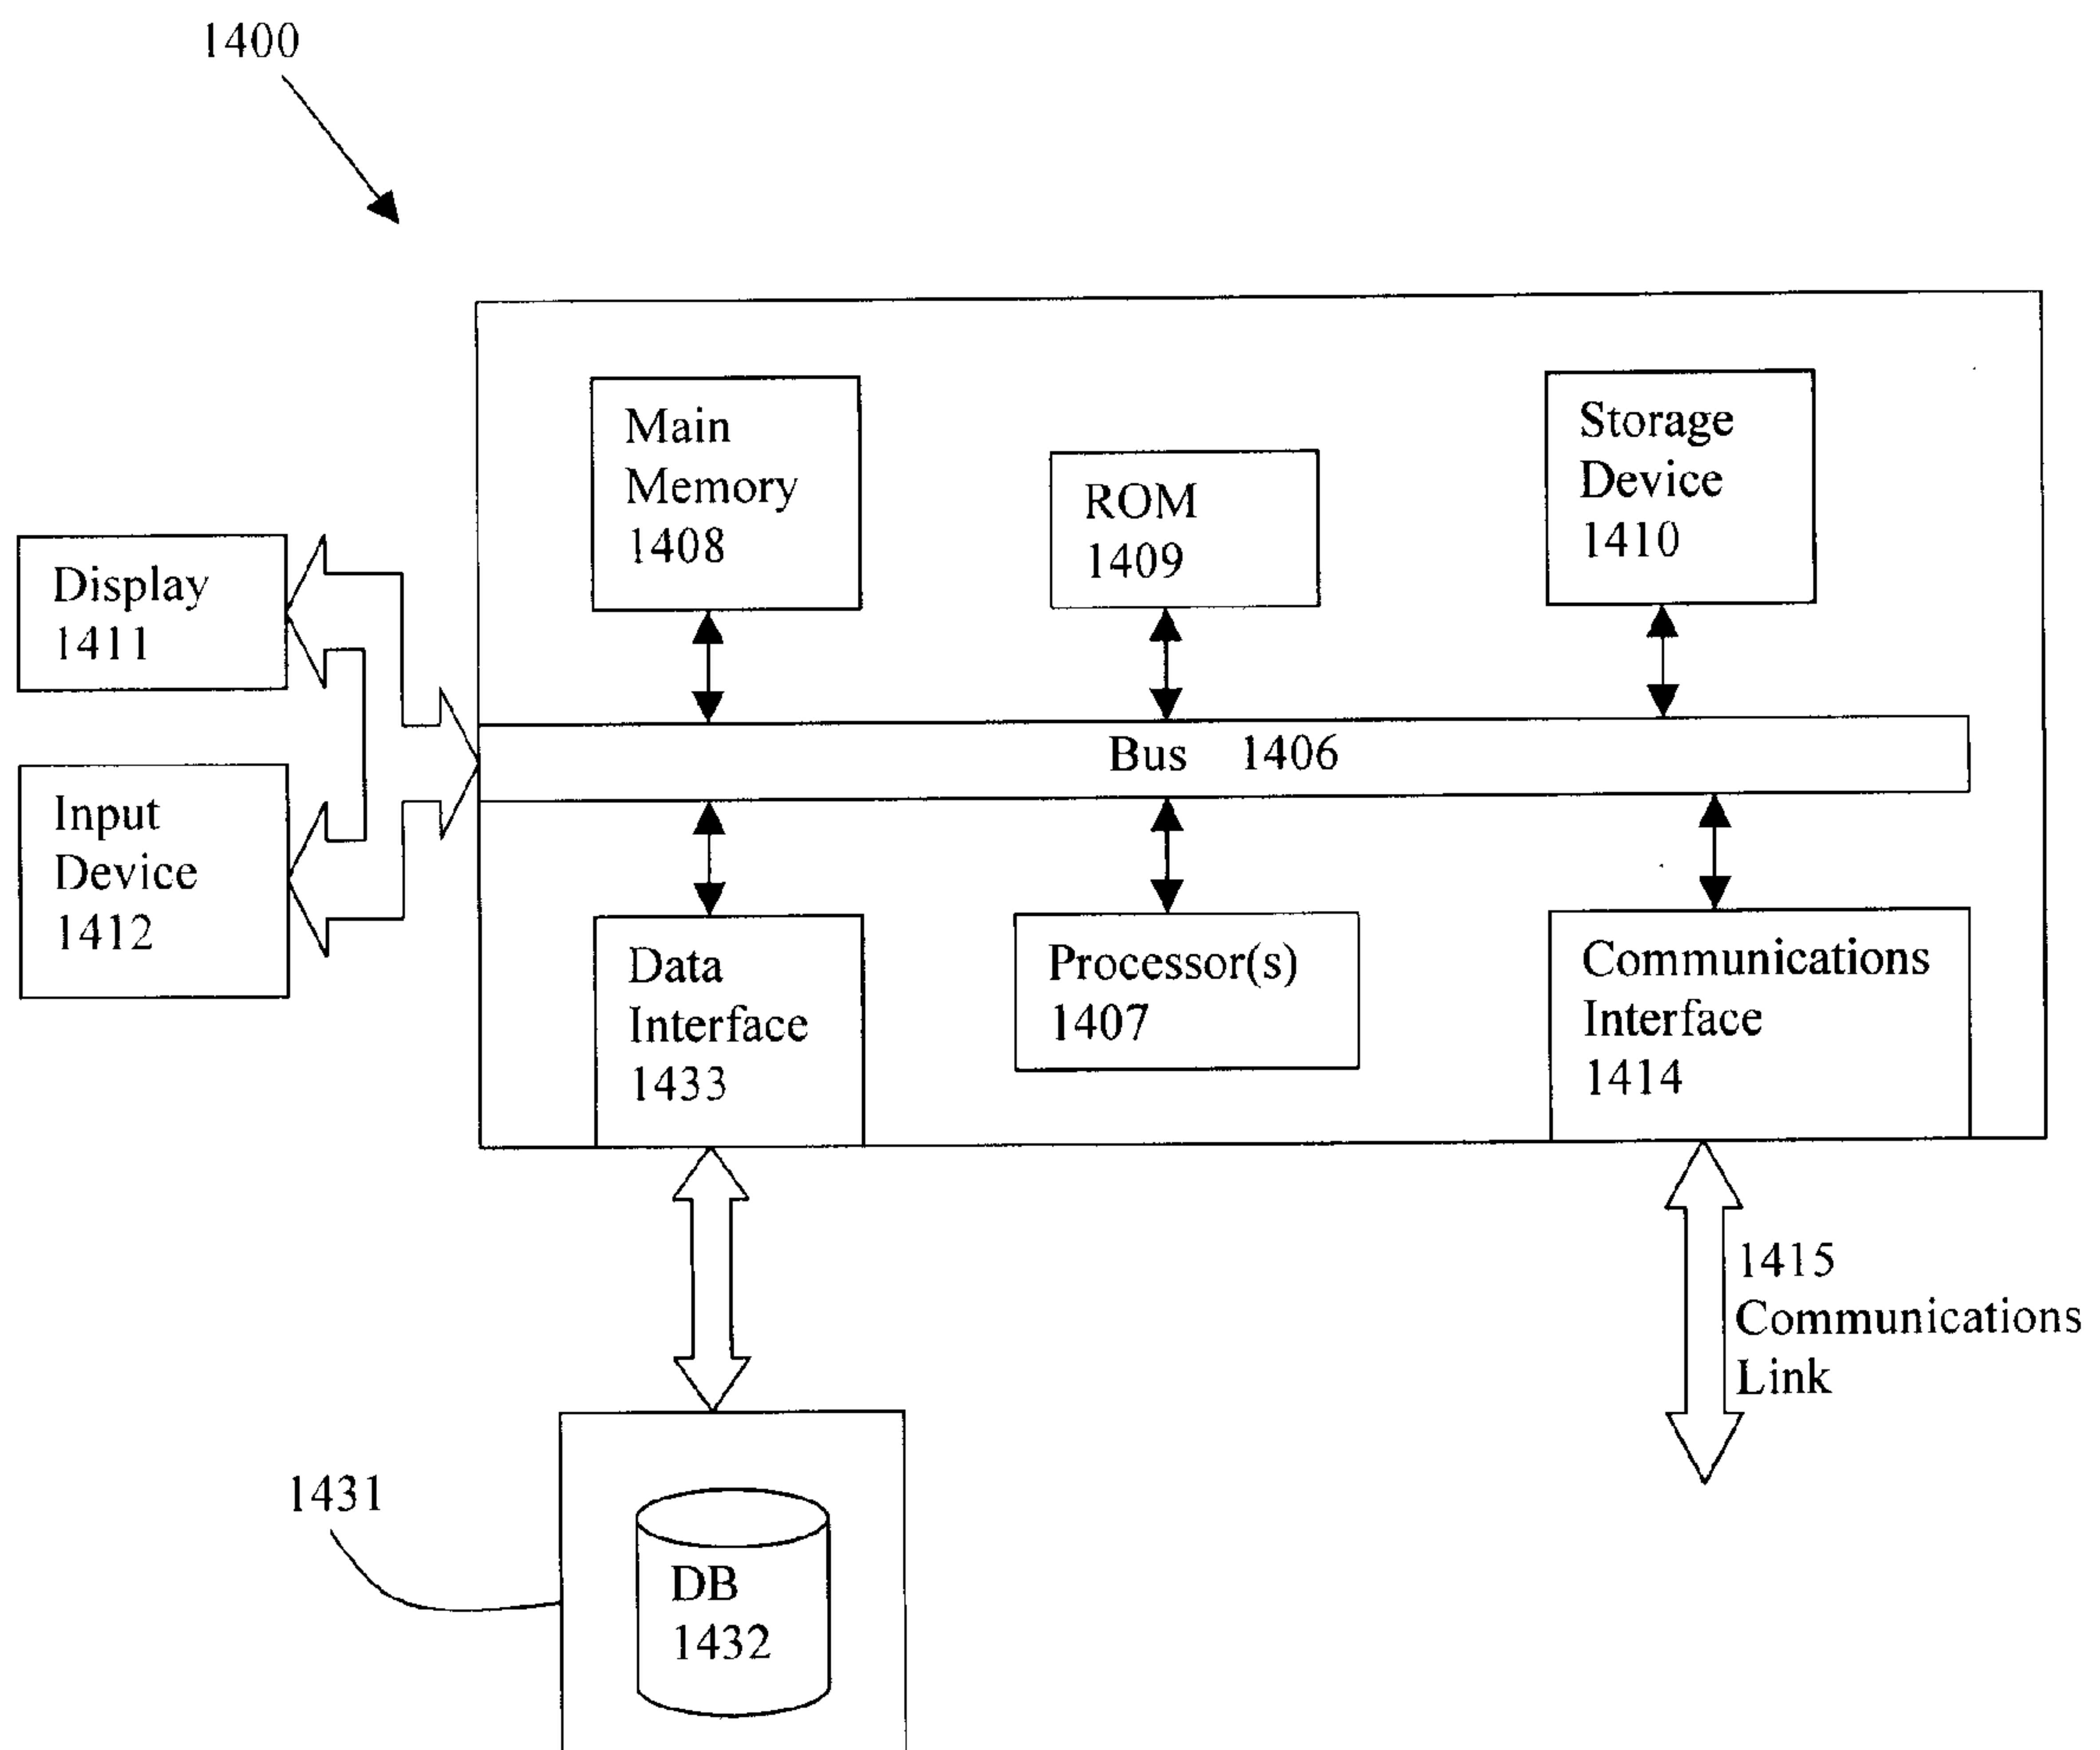 1400
Main
Memory
1408
ROM
1409
Storage
Device
1410
Display
1411
Bus 1406
Input
Device
1412
Data
Interface
1433
Processor(s)
1407
Communications
Interface
1414
1415
Communications
Link
1431
DB
1432